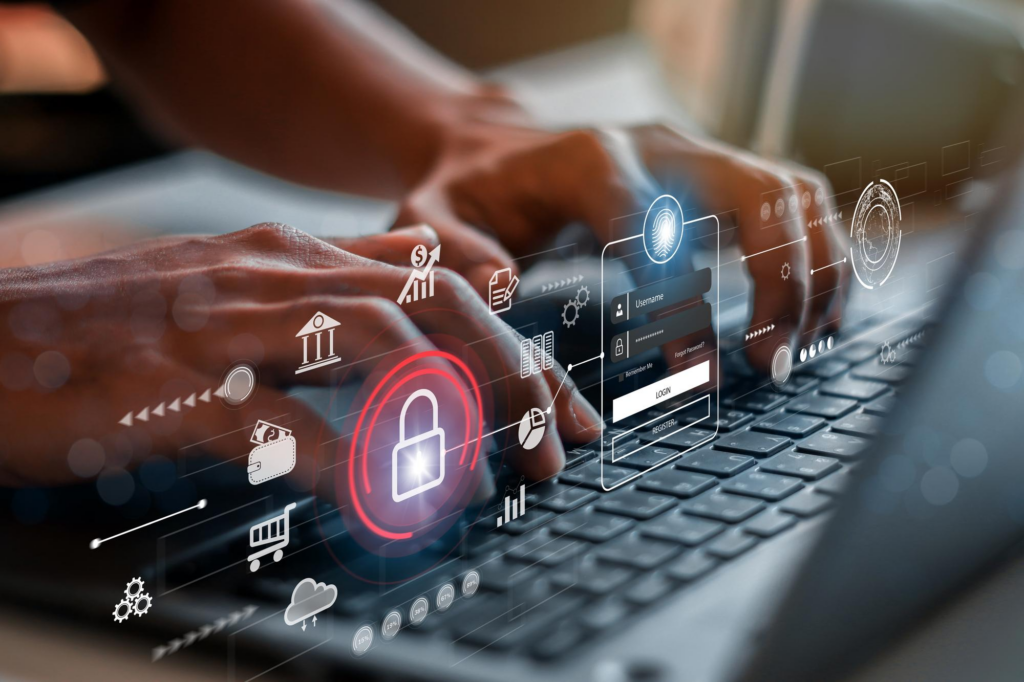 $
Username
************
Forgot Password?
Remember Me
LOGIN
REGISTER